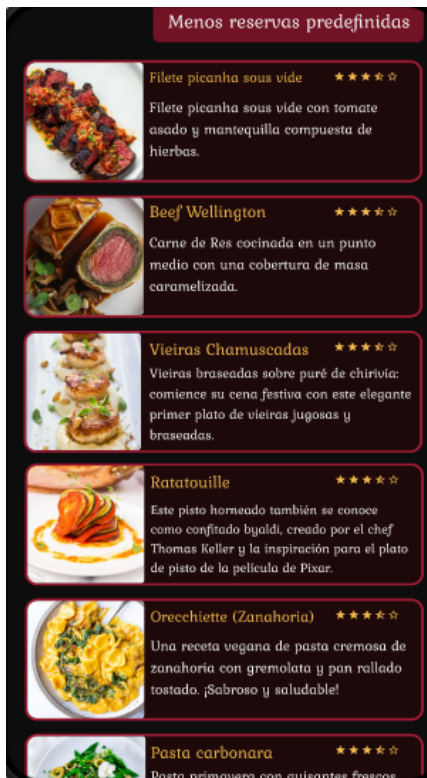 Menos reservas predefinidas
Filete picanha sous vide
Filete picanha sous vide con tomate
asado y mantequilla compuesta de
hierbas.
Beef Wellington
Carne de Res cocinada en un punto
medio con una cobertura de masa
caramelizada.
Vieiras Chamuscadas
Vieiras braseadas sobre puré de chirivía:
comience su cena festiva con este elegante
primer plato de vieiras jugosas y
braseadas.
Ratatouille
Este pisto horneado también se conoce
como confitado byaldi, creado por el chef
Thomas Keller y la inspiración para el plato
de pisto de la película de Pixar.
Orecchiette (Zanahoria)
Una receta vegana de pasta cremosa de
zanahoria con gremolata y pan rallado
tostado. ¡Sabroso y saludable!
Pasta carbonara
Pasta primavera con guisantes frescos